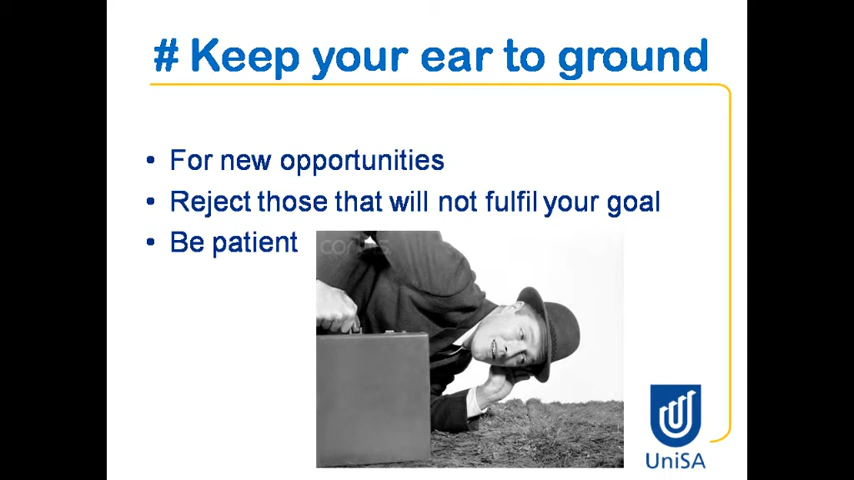 # Keep your ear to ground
• For new opportunities
• Reject those that will not fulfil your goal
• Be patient
UniSA